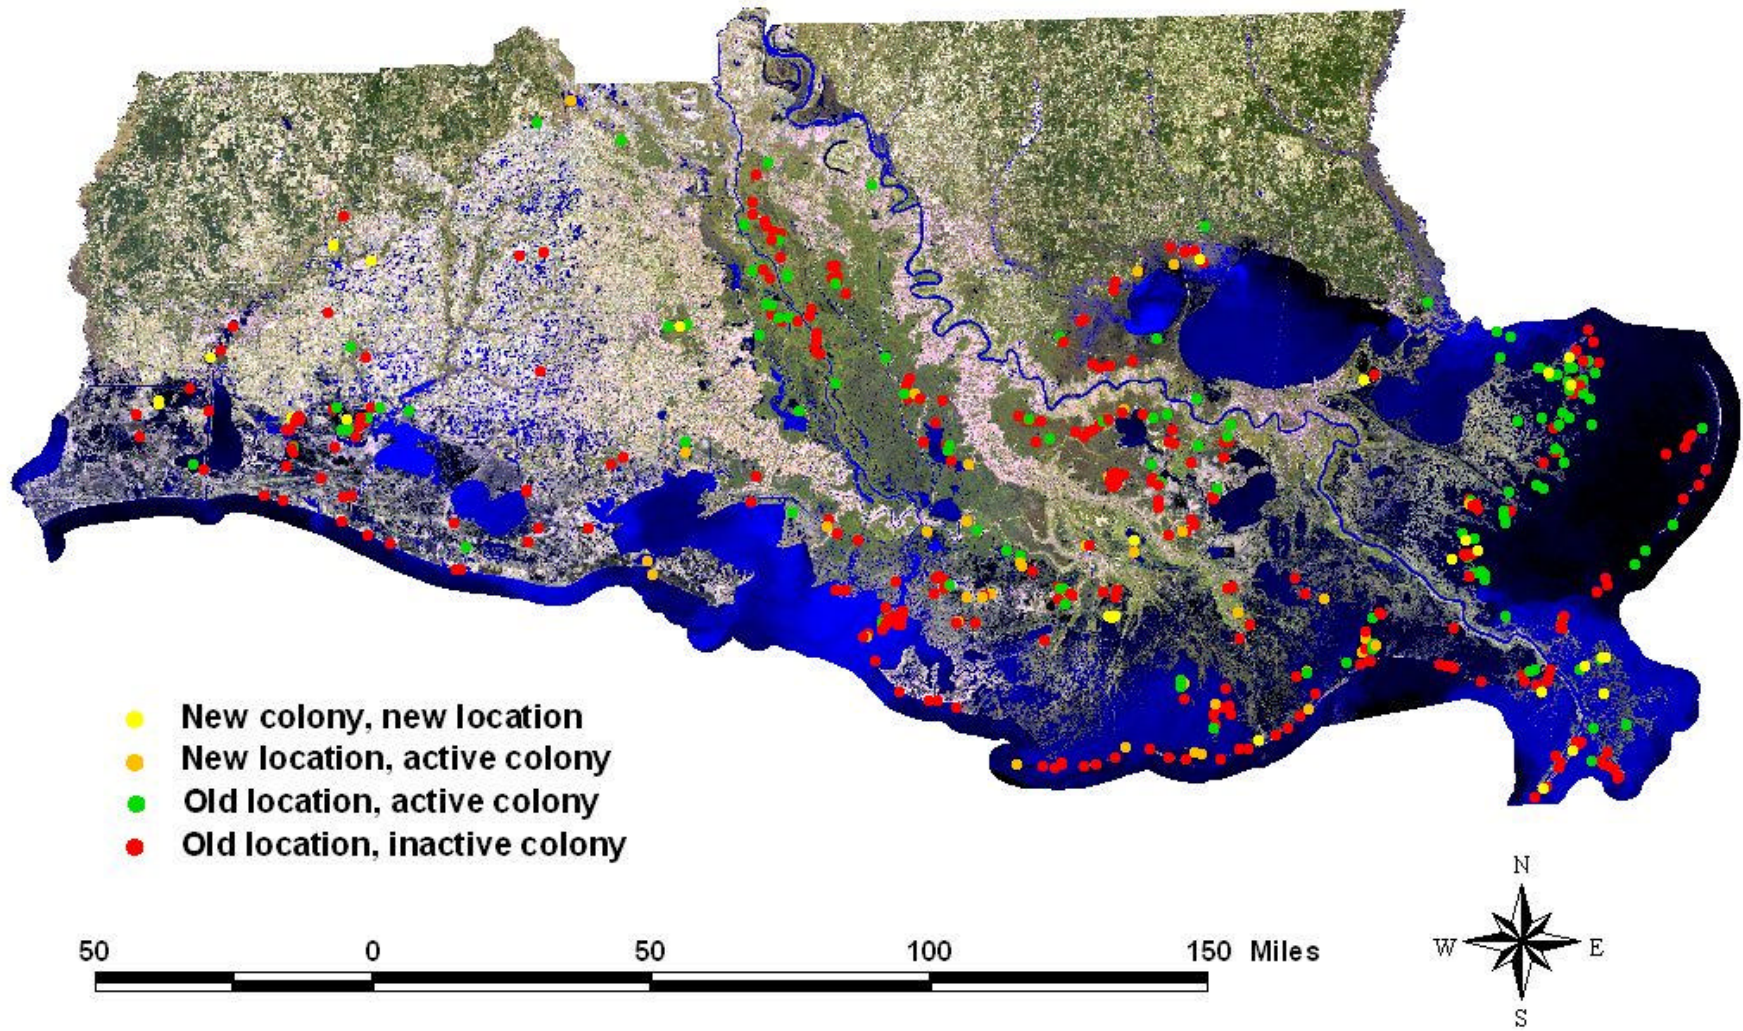 New colony, new location
New location, active colony
Old location, active colony
Old location, inactive colony
50 0 50 100 150 Miles
N
W E
S